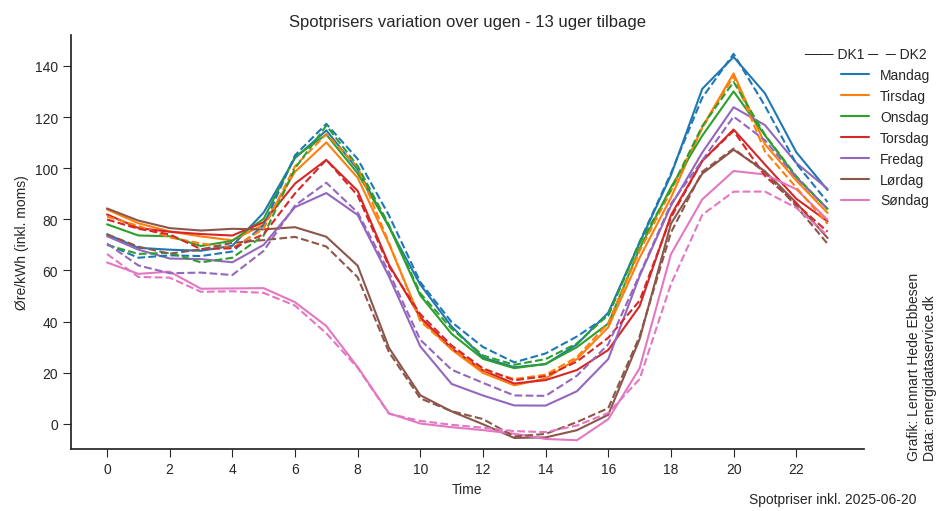 Spotprisers variation over ugen - 13 uger tilbage
DK1 DK2
Mandag
Tirsdag
Onsdag
Torsdag
Fredag
Lørdag
Søndag
Øre/kWh (inkl. moms)
140
120
100
80
60
40
20
0
0 2 4 6 8 10 12 14 16 18 20 22
Time
Grafik: Lennart Hede Ebbesen
Data: energidataservice.dk
Spotpriser inkl. 2025-06-20